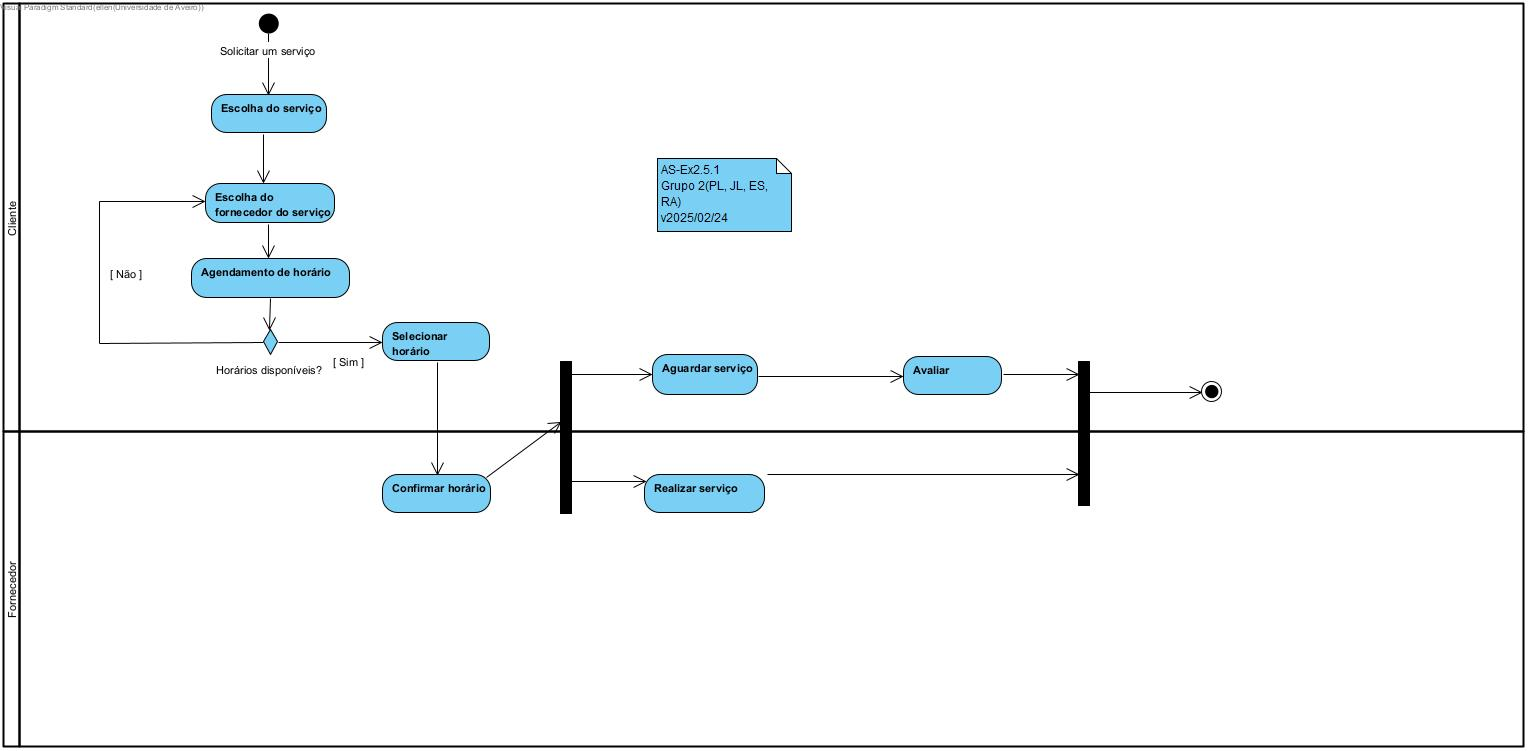 Visual Paradigm Standard(ellen(Universidade de Aveiro))
Solicitar um serviço
Escolha do serviço
Escolha do
fornecedor do serviço
[ Não ]
Agendamento de horário
Horários disponíveis?
[ Sim ]
Selecionar
horário
AS-Ex2.5.1
Grupo 2(PL, JL, ES,
RA)
v2025/02/24
Aguardar serviço
Avaliar
Cliente
Confirmar horário
Realizar serviço
Fornecedor